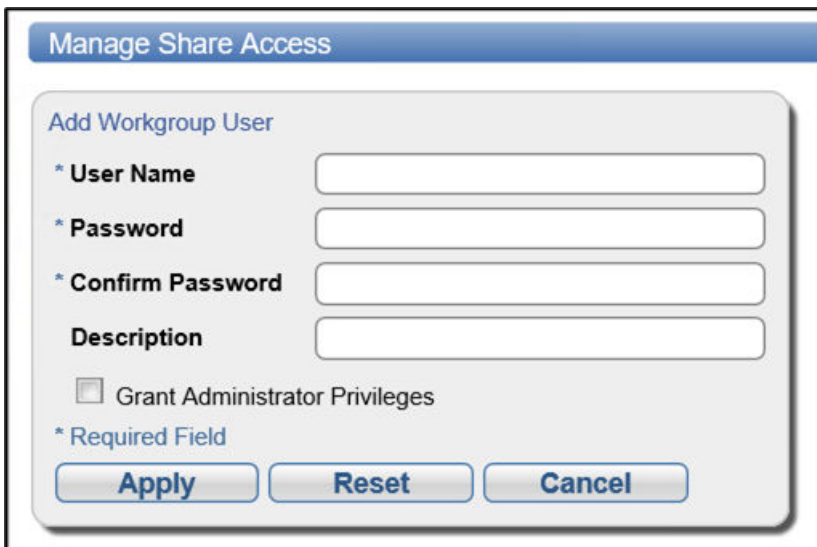 Manage Share Access
Add Workgroup User
* User Name
* Password
* Confirm Password
Description
Grant Administrator Privileges
* Required Field
Apply Reset Cancel